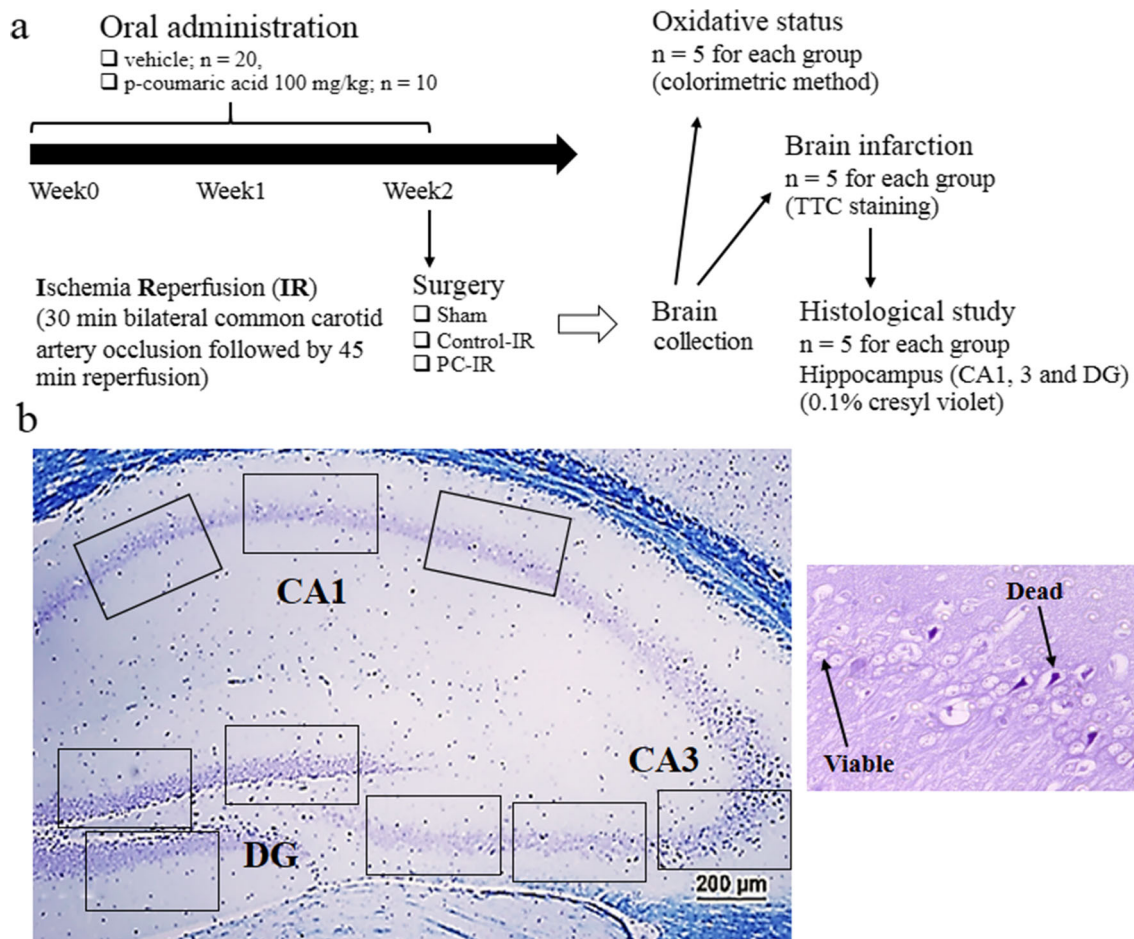 a
Oral administration
❑ vehicle; n = 20,
❑ p-coumaric acid 100 mg/kg; n = 10
Week0 Week1 Week2
Ischemia Reperfusion (IR)
(30 min bilateral common carotid
artery occlusion followed by 45
min reperfusion)
Surgery
❑ Sham
❑ Control-IR
❑ PC-IR
Brain
collection
Oxidative status
n = 5 for each group
(colorimetric method)
Brain infarction
n = 5 for each group
(TTC staining)
Histological study
n = 5 for each group
Hippocampus (CA1, 3 and DG)
(0.1% cresyl violet)
b
CA1
CA3
DG
200 µm
Dead
Viable